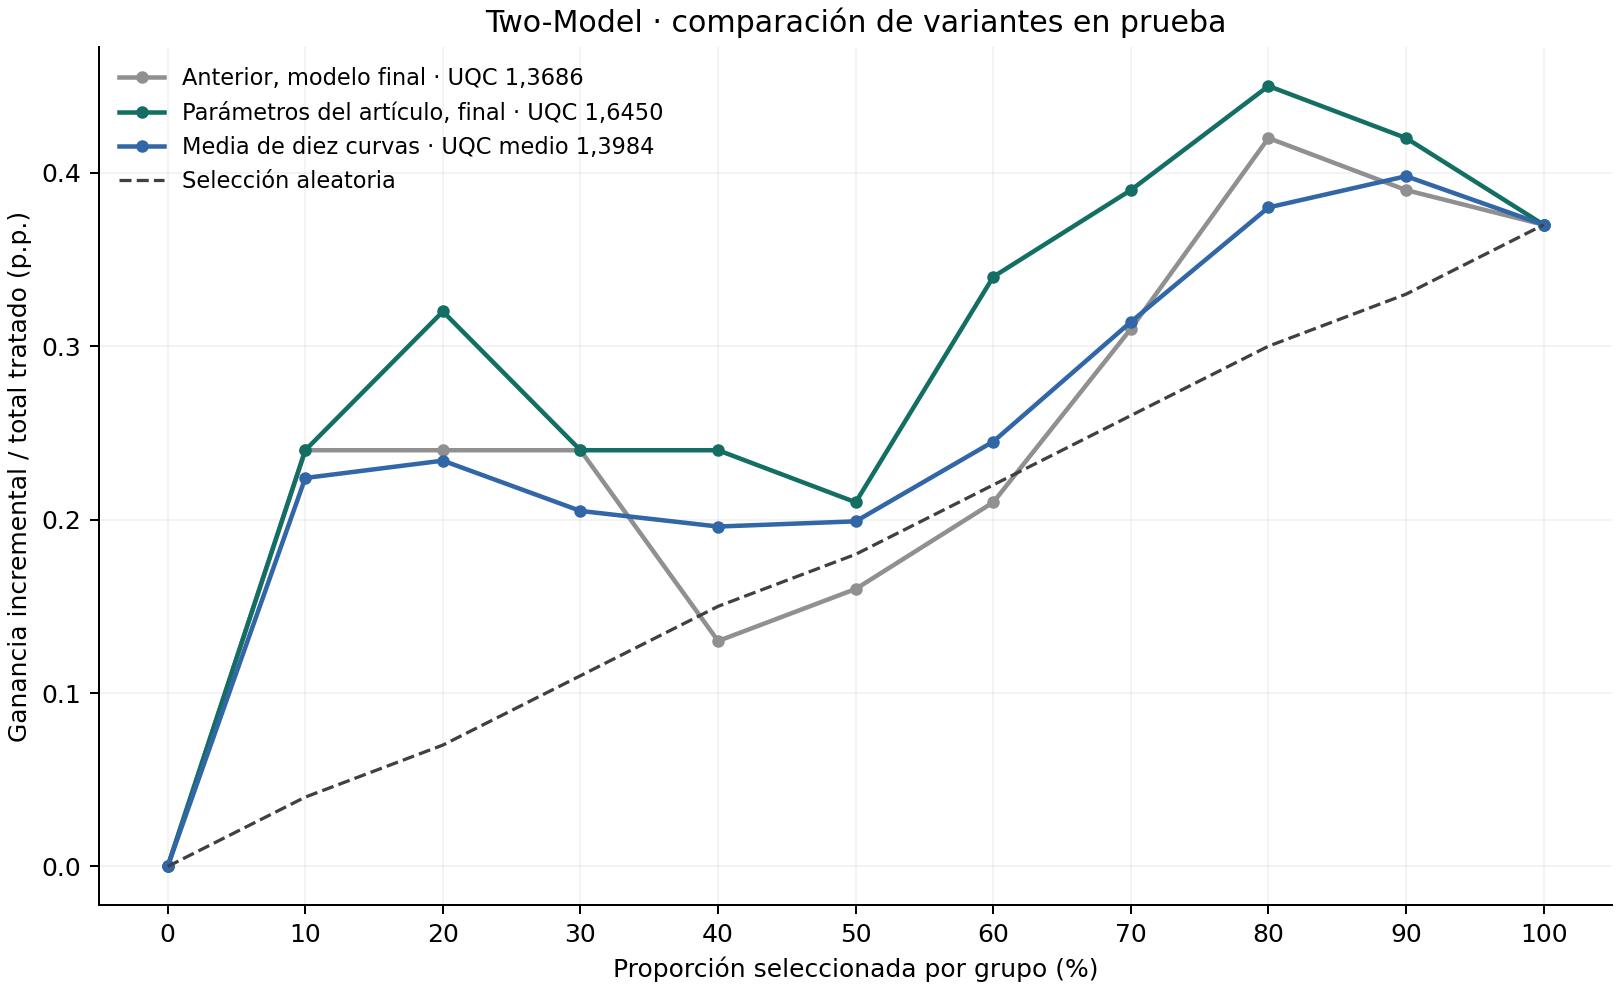 Two-Model · comparación de variantes en prueba
Anterior, modelo final · UQC 1,3686
Parámetros del artículo, final · UQC 1,6450
Media de diez curvas · UQC medio 1,3984
Selección aleatoria
Ganancia incremental / total tratado (p.p.)
0.4
0.3
0.2
0.1
0.0
0 10 20 30 40 50 60 70 80 90 100
Proporción seleccionada por grupo (%)